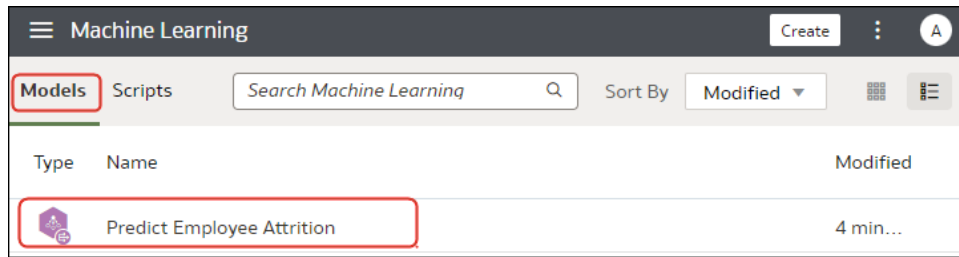 Machine Learning Create A
Models Scripts Search Machine Learning Sort By Modified
Type Name Modified
Predict Employee Attrition 4 min...